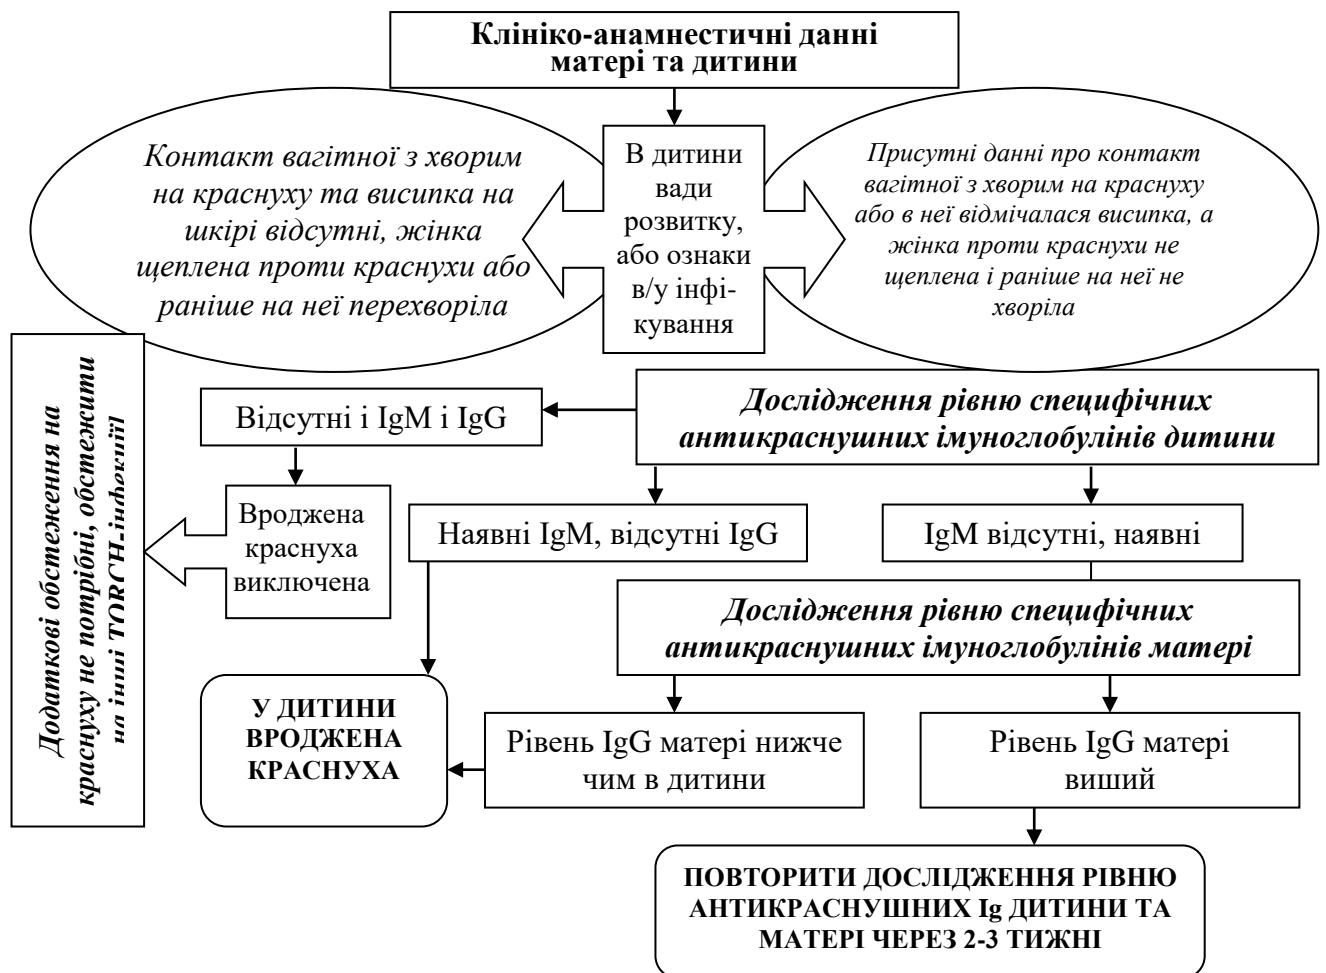 Клініко-анамнестичні данні
матері та дитини
Контакт вагітної з хворим
на краснуху та висипка на
шкірі відсутні, жінка
щеплена проти краснухи або
раніше на неї перехворіла
В дитини
вади
розвитку,
або ознаки
в/у інфі-
кування
Присутні данні про контакт
вагітної з хворим на краснуху
або в неї відмічалася висипка, а
жінка проти краснухи не
щеплена і раніше на неї не
хворіла
Додаткові обстеження на
краснуху не потрібні, обстежити
на інші TORCH-інфекції
Відсутні і IgM і IgG
Дослідження рівню специфічних
антикраснушних імуноглобулінів дитини
Вроджена
краснуха
виключена
Наявні IgM, відсутні IgG
IgM відсутні, наявні
Дослідження рівню специфічних
антикраснушних імуноглобулінів матері
У ДИТИНИ
ВРОДЖЕНА
КРАСНУХА
Рівень IgG матері нижче
чим в дитини
Рівень IgG матері
виший
ПОВТОРИТИ ДОСЛІДЖЕННЯ РІВНЮ
АНТИКРАСНУШНИХ Ig ДИТИНИ ТА
МАТЕРІ ЧЕРЕЗ 2-3 ТИЖНІ